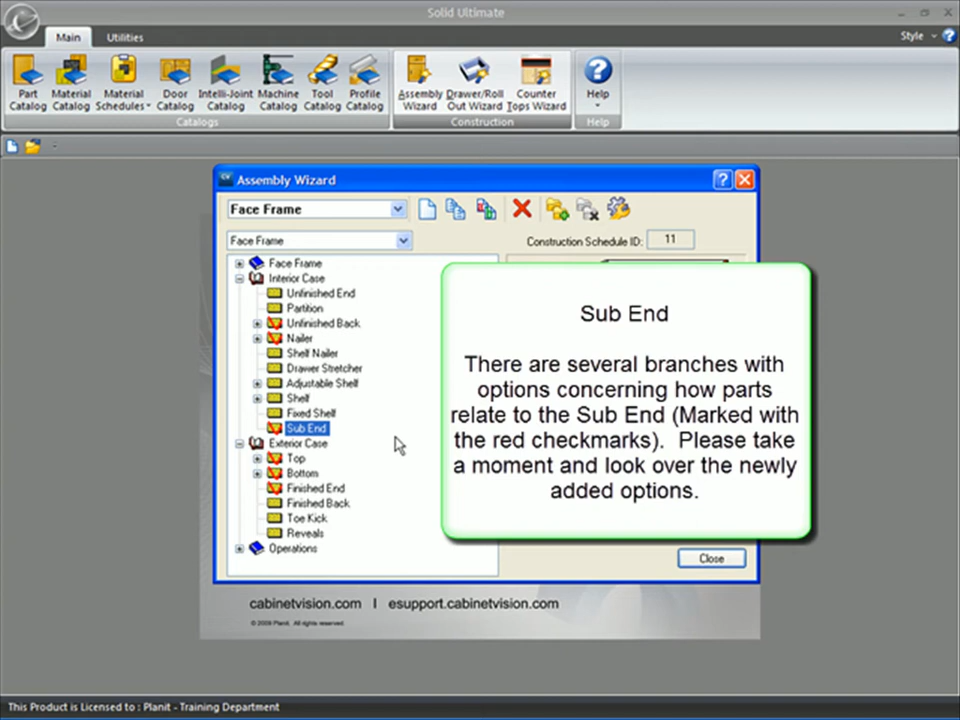 Solid Ultimate
Main
Utilities
Style
Part Catalog
Material Catalog
Material Schedules
Door Catalog
Intelli-Joint Catalog
Machine Catalog
Tool Catalog
Profile Catalog
Assembly Wizard
Drawer/Roll Out Wizard
Counter Tops Wizard
Help
Catalogs
Construction
Help
Assembly Wizard
Face Frame
Face Frame
Construction Schedule ID: 11
Face Frame
Interior Case
Unfinished End
Partition
Unfinished Back
Nailer
Shelf Nailer
Drawer Stretcher
Adjustable Shelf
Shelf
Fixed Shelf
Sub End
Exterior Case
Top
Bottom
Finished End
Finished Back
Toe Kick
Reveals
Operations
Sub End
There are several branches with
options concerning how parts
relate to the Sub End (Marked with
the red checkmarks). Please take
a moment and look over the newly
added options.
Close
cabinetvision.com | esupport.cabinetvision.com
© 2009 Planit. All rights reserved.
This Product is Licensed to : Planit - Training Department